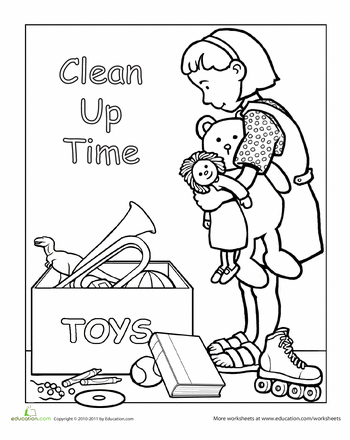 Clean
Up
Time
TOYS
education.com
Copyright © 2010-2011 by Education.com
More worksheets at www.education.com/worksheets